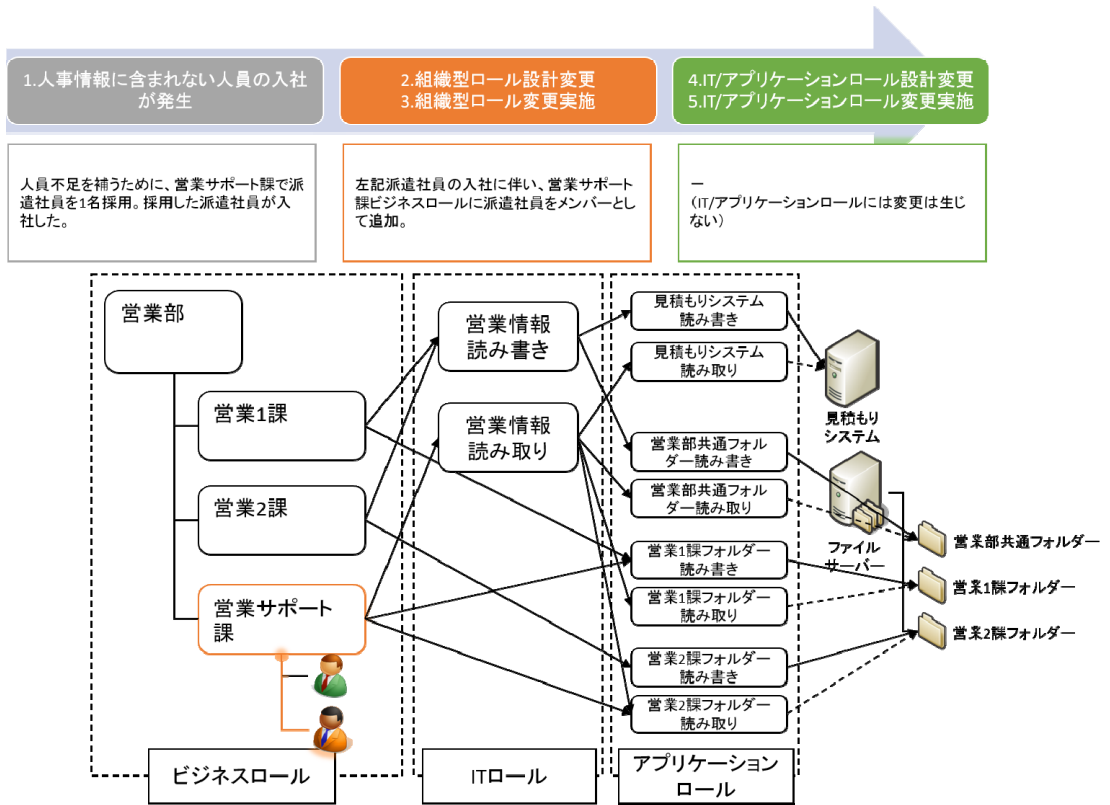 1.人事情報に含まれない人員の入社
が発生
2.組織型ロール設計変更
3.組織型ロール変更実施
4.IT/アプリケーションロール設計変更
5.IT/アプリケーションロール変更実施
人員不足を補うために、営業サポート課で派
遣社員を1名採用。採用した派遣社員が入
社した。
左記派遣社員の入社に伴い、営業サポート
課ビジネスロールに派遣社員をメンバーとし
て追加。
ー
（IT/アプリケーションロールには変更は生じ
ない）
営業部
営業1課
営業2課
営業サポート
課
ビジネスロール
営業情報
読み書き
営業情報
読み取り
ITロール
見積もりシステム
読み書き
見積もりシステム
読み取り
営業部共通フォル
ダー読み書き
営業部共通フォル
ダー読み取り
営業1課フォルダー
読み書き
営業1課フォルダー
読み取り
営業2課フォルダー
読み書き
営業2課フォルダー
読み取り
アプリケーション
ロール
見積もり
システム
ファイル
サーバー
営業部共通フォルダー
営業1課フォルダー
営業2課フォルダー